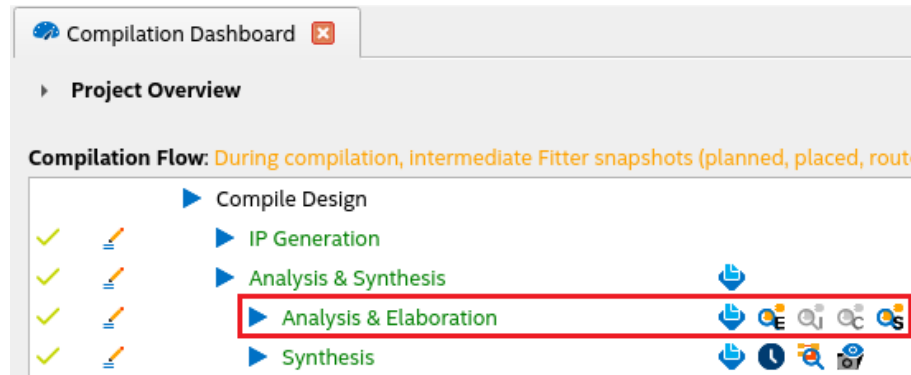 Compilation Dashboard
Project Overview
Compilation Flow: During compilation, intermediate Fitter snapshots (planned, placed, rout
Compile Design
IP Generation
Analysis & Synthesis
Analysis & Elaboration E J C S
Synthesis